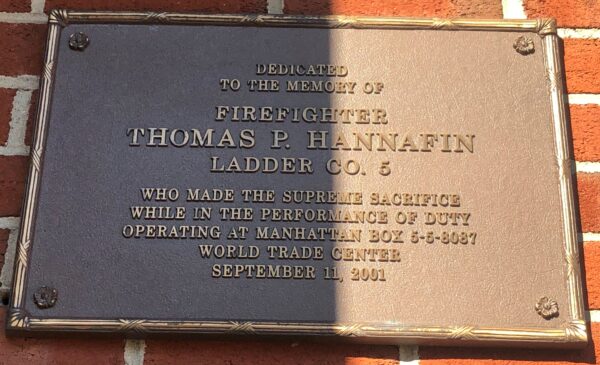 DEDICATED
TO THE MEMORY OF
FIREFIGHTER
THOMAS P. HANNAFIN
LADDER CO. 5
WHO MADE THE SUPREME SACRIFICE
WHILE IN THE PERFORMANCE OF DUTY
OPERATING AT MANHATTAN BOX 5-5-8087
WORLD TRADE CENTER
SEPTEMBER 11, 2001